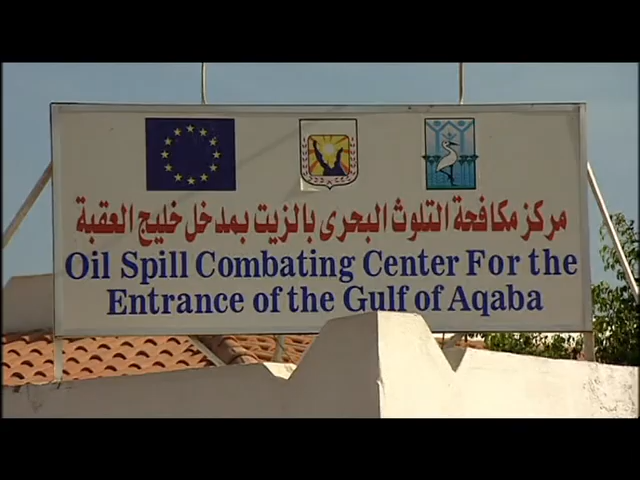 مركز مكافحة التلوث البحرى بالزيت بمدخل خليج العقبة
Oil Spill Combating Center For the
Entrance of the Gulf of Aqaba